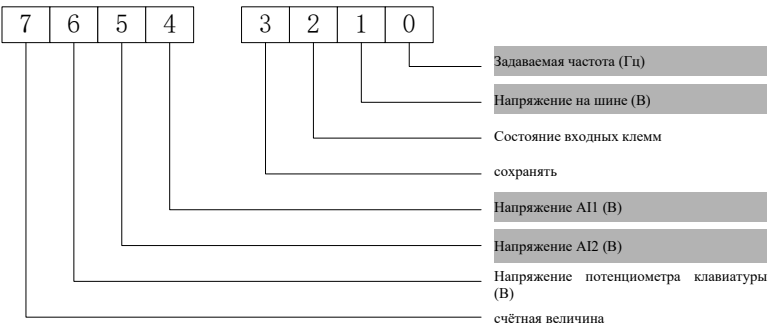 7 6 5 4 3 2 1 0
Задаваемая частота (Гц)
Напряжение на шине (В)
Состояние входных клемм
сохранять
Напряжение AI1 (В)
Напряжение AI2 (В)
Напряжение потенциометра клавиатуры
(В)
счётная величина